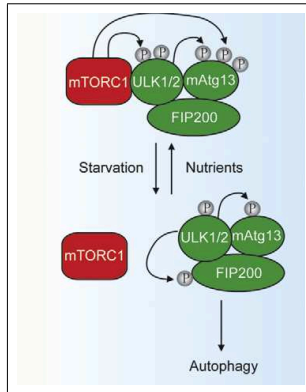 P P P P P
mTORC1 ULK1/2 mAtg13
FIP200
Starvation Nutrients
P P
ULK1/2 mAtg13
mTORC1
FIP200
P
Autophagy